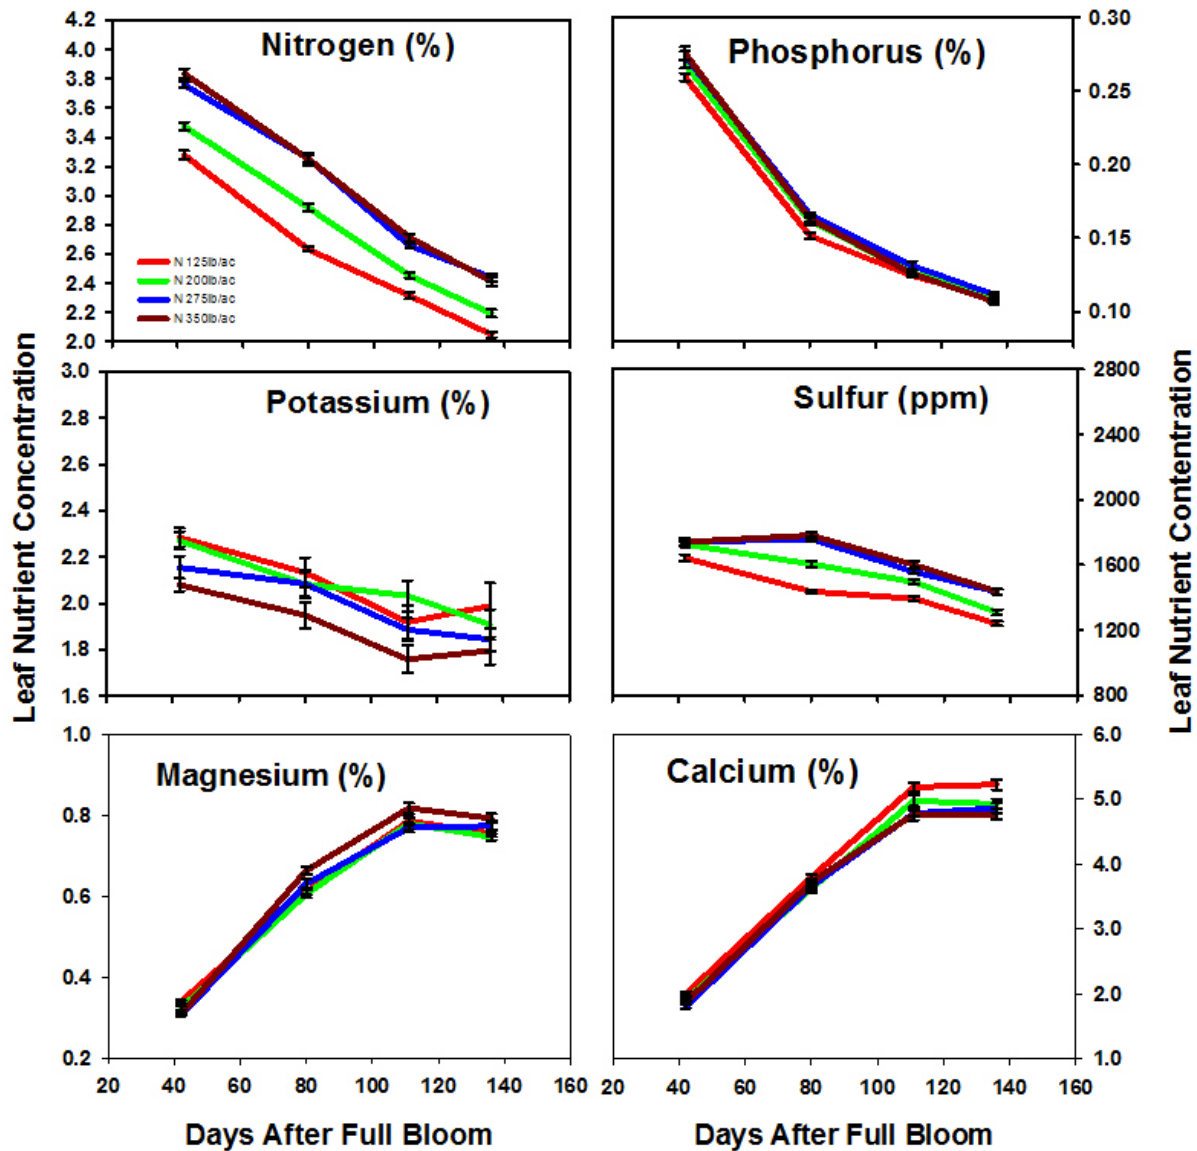 Nitrogen (%)
4.2
4.0
3.8
3.6
3.4
3.2
3.0
2.8
2.6
2.4
2.2
2.0
N 125lb/ac
N 200lb/ac
N 275lb/ac
N 350lb/ac
Phosphorus (%)
0.30
0.25
0.20
0.15
0.10
Leaf Nutrient Concentration
Potassium (%)
3.0
2.8
2.6
2.4
2.2
2.0
1.8
1.6
Sulfur (ppm)
2800
2400
2000
1600
1200
800
Leaf Nutrient Contentration
Magnesium (%)
1.0
0.8
0.6
0.4
0.2
20 40 60 80 100 120 140 160
Days After Full Bloom
Calcium (%)
6.0
5.0
4.0
3.0
2.0
1.0
20 40 60 80 100 120 140 160
Days After Full Bloom